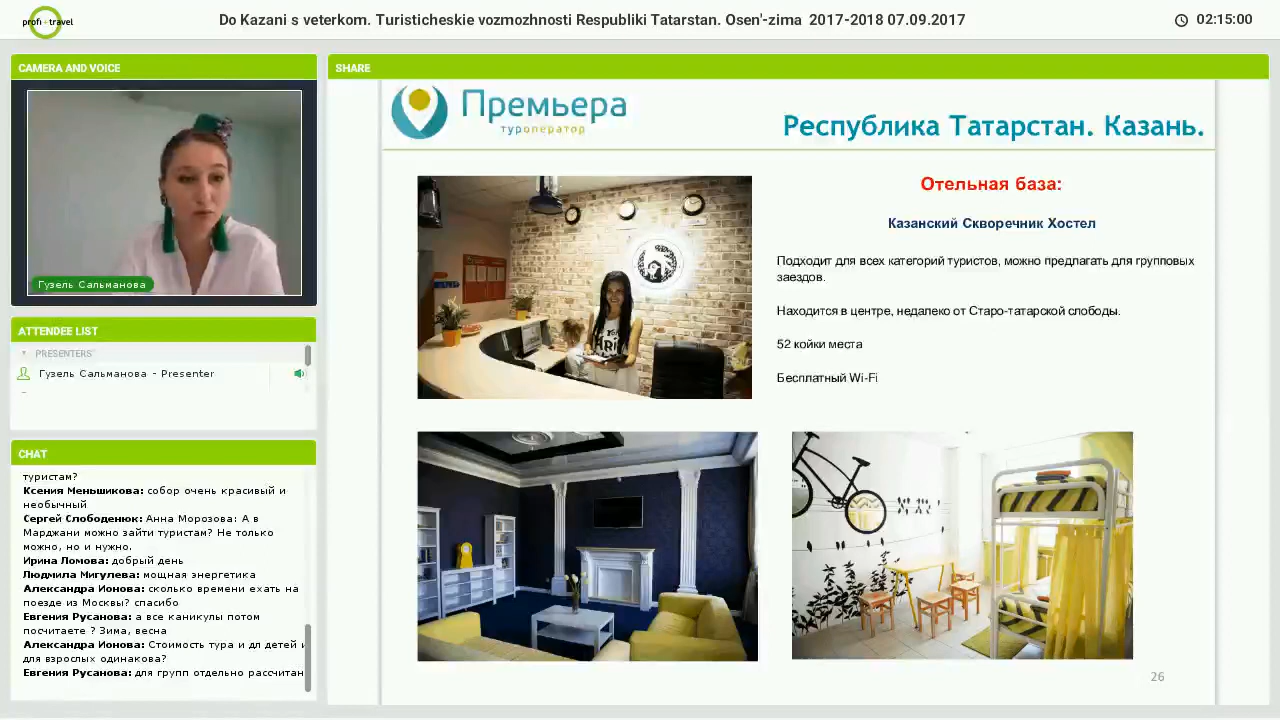 profi travel
Do Kazani s veterkom. Turisticheskie vozmozhnosti Respubliki Tatarstan. Osen'-zima 2017-2018 07.09.2017
02:15:00
CAMERA AND VOICE
Гузель Сальманова
ATTENDEE LIST
PRESENTERS
Гузель Сальманова - Presenter
CHAT
туристам?
Ксения Меньшикова: собор очень красивый и
необычный
Сергей Слободенюк: Анна Морозова: А в
Марджани можно зайти туристам? Не только
можно, но и нужно.
Ирина Ломова: добрый день
Людмила Мигулева: мощная энергетика
Александра Ионова: сколько времени ехать на
поезде из Москвы? спасибо
Евгения Русанова: а все каникулы потом
посчитаете ? Зима, весна
Александра Ионова: Стоимость тура и дл детей и
для взрослых одинакова?
Евгения Русанова: для групп отдельно рассчитан
SHARE
Премьера
туроператор
Республика Татарстан. Казань.
Отельная база:
Казанский Скворечник Хостел
Подходит для всех категорий туристов, можно предлагать для групповых
заездов.
Находится в центре, недалеко от Старо-татарской слободы.
52 койки места
Бесплатный Wi-Fi
26